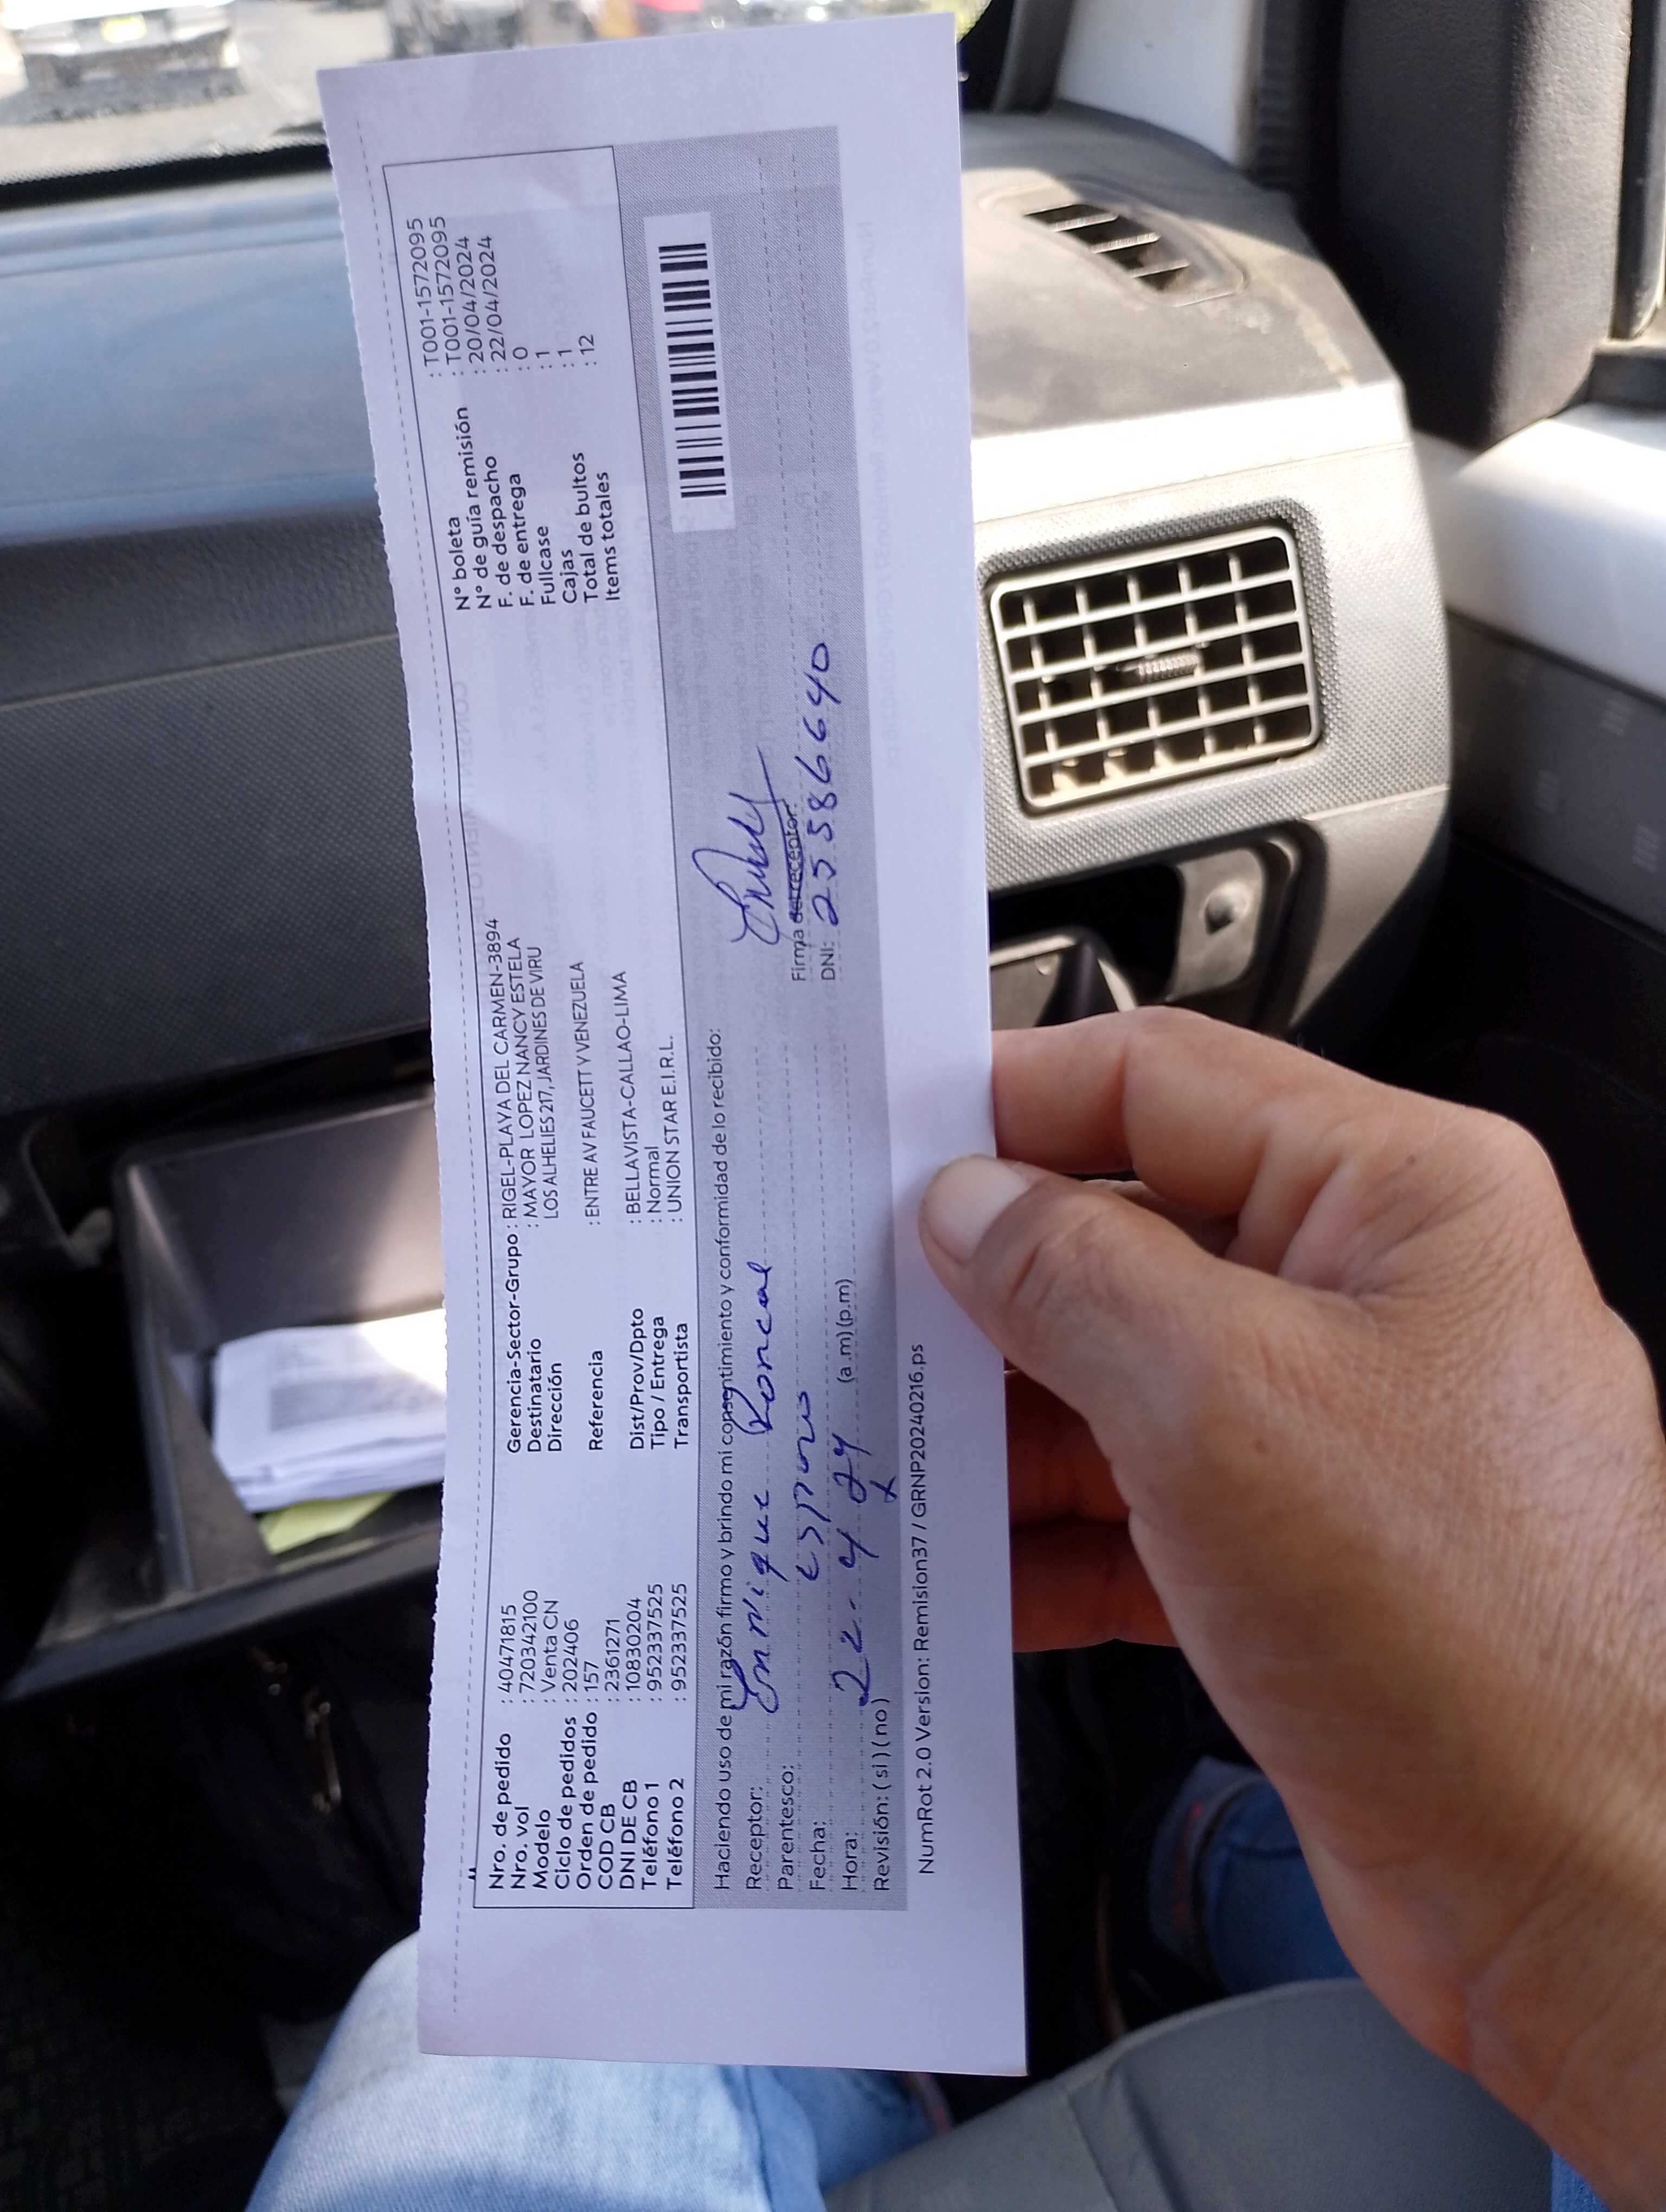 Nro. de pedido : 40471815
Nro. vol : 720342100
Modelo : Venta CN
Ciclo de pedidos : 202406
Orden de pedido : 157
COD CB : 2361271
DNI DE CB : 10830204
Teléfono 1 : 952337525
Teléfono 2 : 952337525
Gerencia-Sector-Grupo : RIGEL-PLAYA DEL CARMEN-3894
Destinatario : MAYOR LOPEZ NANCY ESTELA
Dirección LOS ALHELIES 217, JARDINES DE VIRU
Referencia : ENTRE AV FAUCETT Y VENEZUELA
Dist/Prov/Dpto : BELLAVISTA-CALLAO-LIMA
Tipo / Entrega : Normal
Transportista : UNION STAR E.I.R.L.
N° boleta : T001-1572095
N° de guía remisión : T001-1572095
F. de despacho : 20/04/2024
F. de entrega : 22/04/2024
Fullcase : 0
Cajas : 1
Total de bultos : 1
Items totales : 12
Haciendo uso de mi razón firmo y brindo mi consentimiento y conformidad de lo recibido:
Receptor: Enrique Roncal
Parentesco: esposo
Fecha: 22-4 24
Hora: (a.m) (p.m)
Revisión: ( si ) ( no )
Firma del receptor:
DNI: 25586640
NumRot 2.0 Version: Remision37 / GRNP20240216.ps